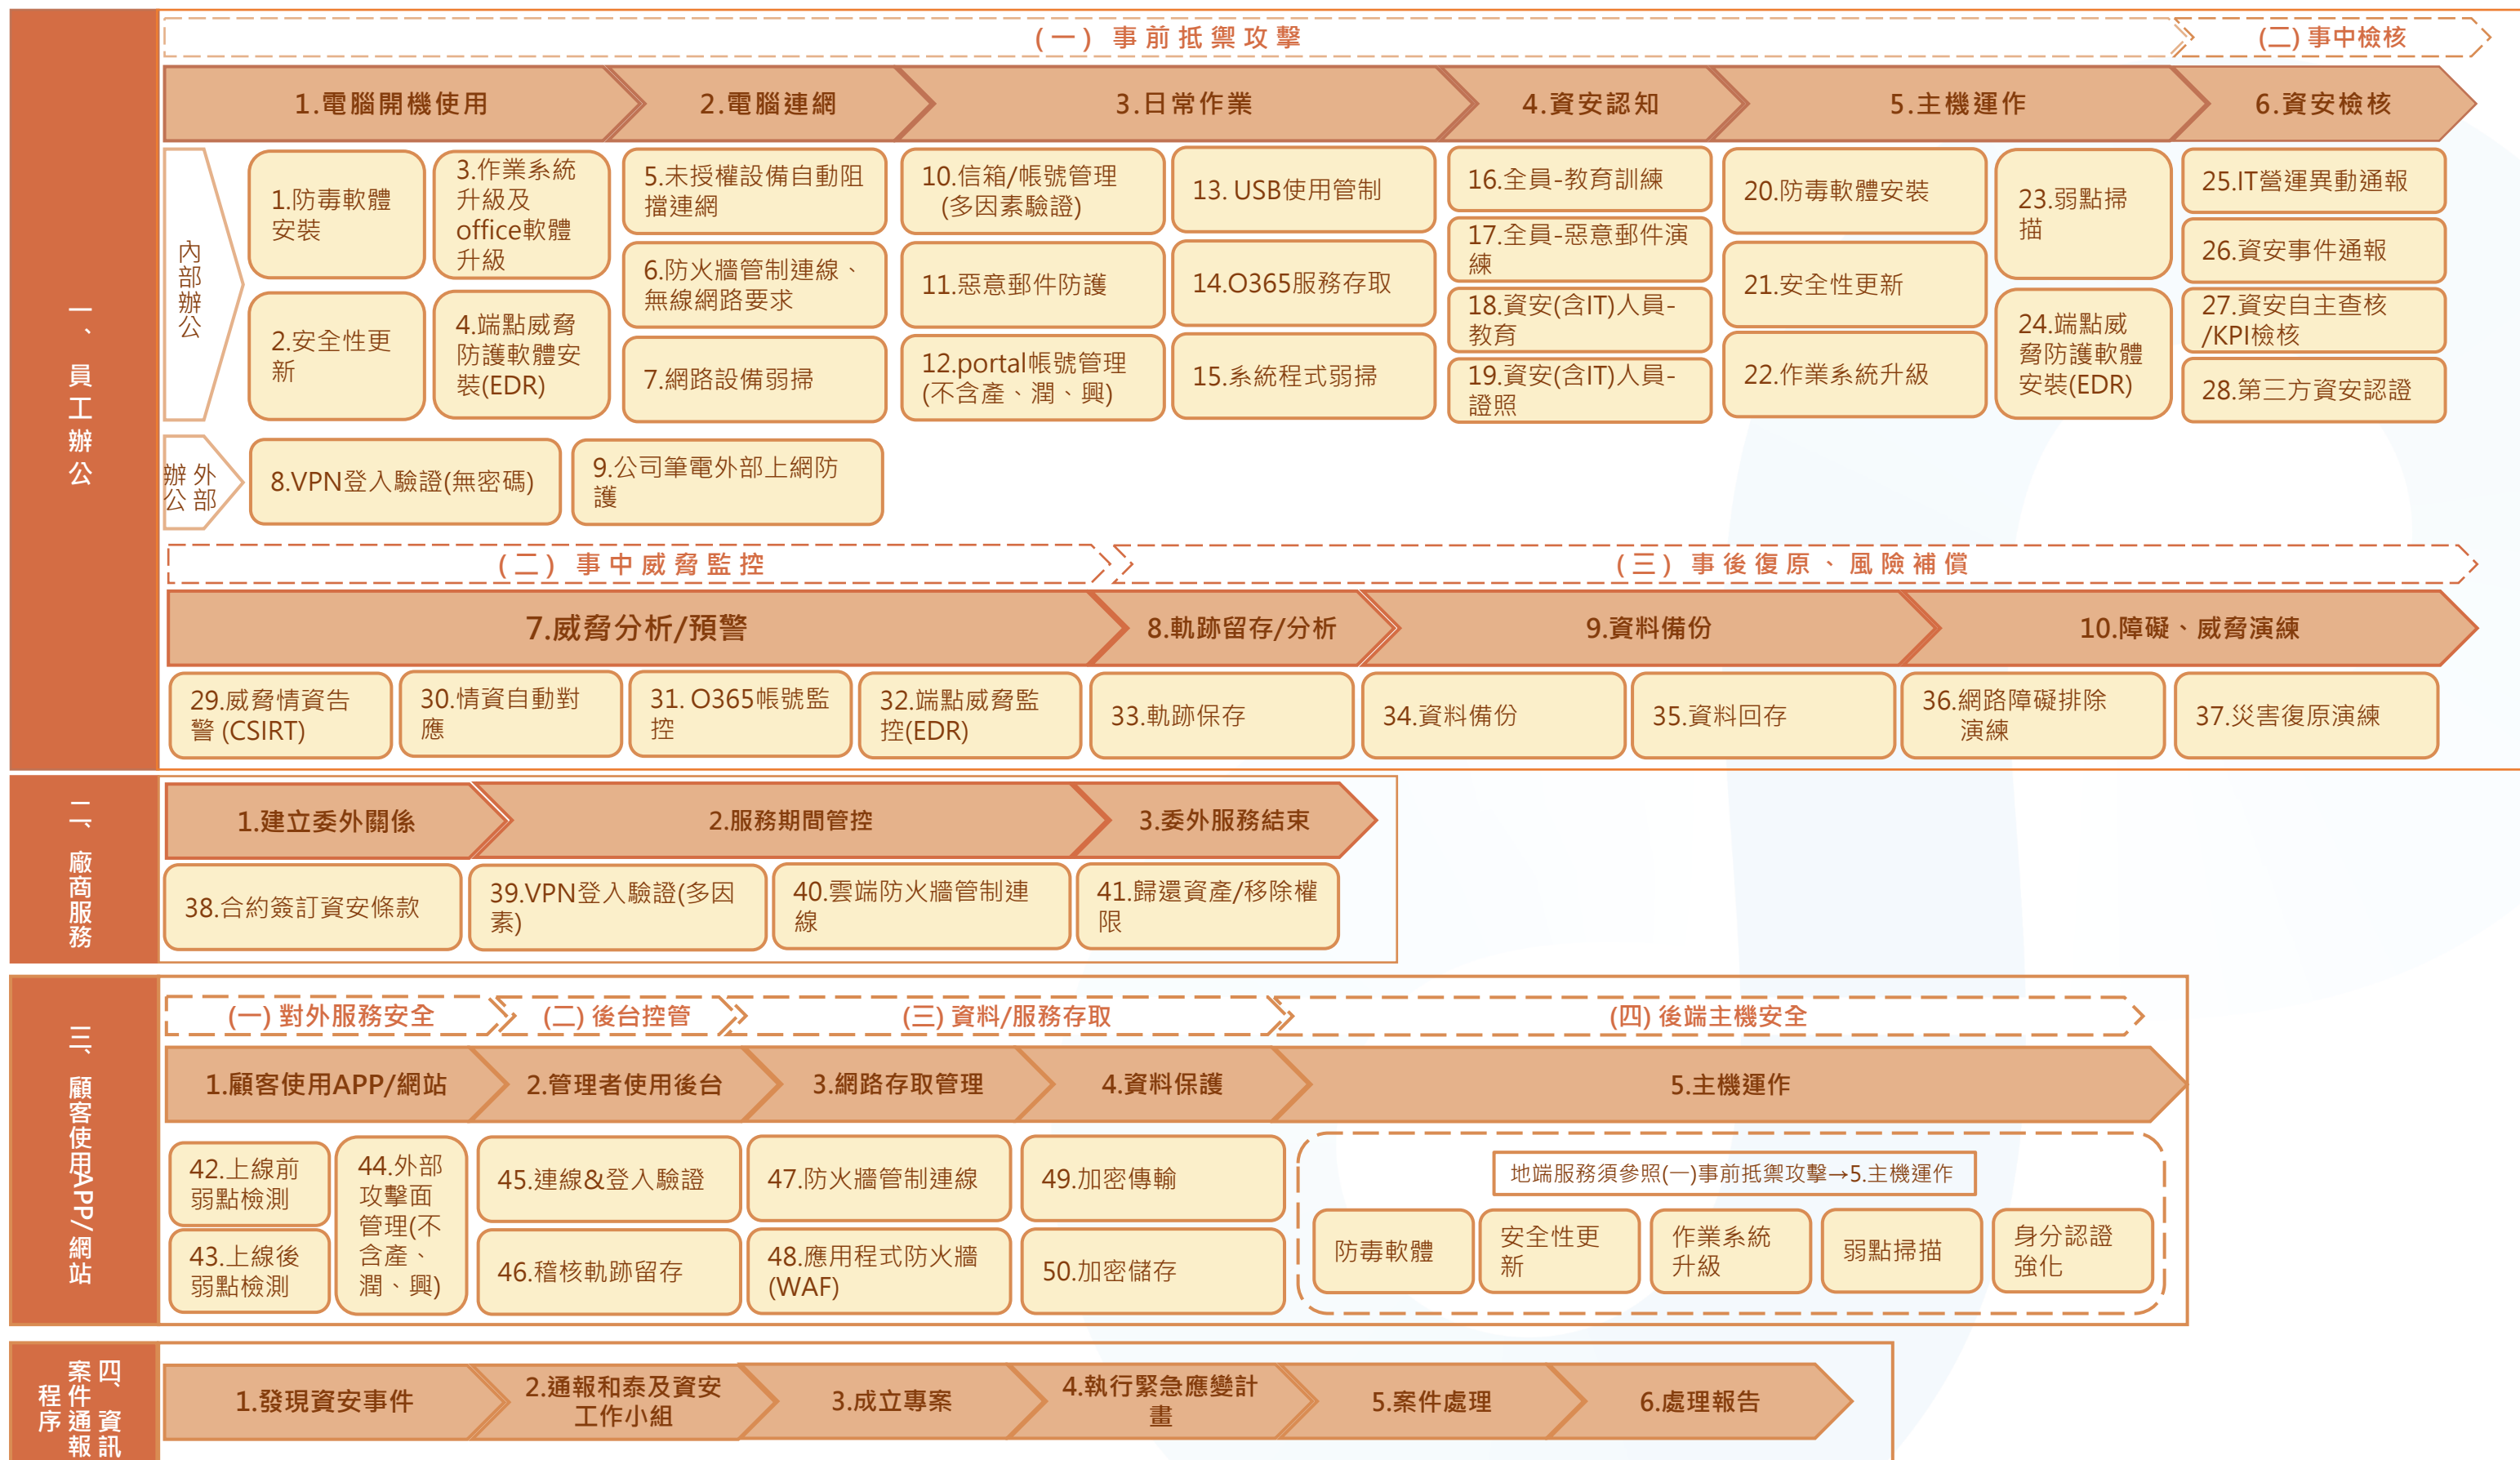 一、員工辦公
(一) 事前抵禦攻擊
(二) 事中檢核
1.電腦開機使用
2.電腦連網
3.日常作業
4.資安認知
5.主機運作
6.資安檢核
內部辦公
1.防毒軟體
安裝
2.安全性更
新
3.作業系統
升級及
office軟體
升級
4.端點威脅
防護軟體安
裝(EDR)
5.未授權設備自動阻
擋連網
6.防火牆管制連線、
無線網路要求
7.網路設備弱掃
10.信箱/帳號管理
(多因素驗證)
11.惡意郵件防護
12.portal帳號管理
(不含產、潤、興)
13. USB使用管制
14.O365服務存取
15.系統程式弱掃
16.全員-教育訓練
17.全員-惡意郵件演
練
18.資安(含IT)人員-
教育
19.資安(含IT)人員-
證照
20.防毒軟體安裝
21.安全性更新
22.作業系統升級
23.弱點掃
描
24.端點威
脅防護軟體
安裝(EDR)
25.IT營運異動通報
26.資安事件通報
27.資安自主查核
/KPI檢核
28.第三方資安認證
外部
辦公
8.VPN登入驗證(無密碼)
9.公司筆電外部上網防
護
(二) 事中威脅監控
(三) 事後復原、風險補償
7.威脅分析/預警
8.軌跡留存/分析
9.資料備份
10.障礙、威脅演練
29.威脅情資告
警 (CSIRT)
30.情資自動對
應
31. O365帳號監
控
32.端點威脅監
控(EDR)
33.軌跡保存
34.資料備份
35.資料回存
36.網路障礙排除
演練
37.災害復原演練
二、廠商服務
1.建立委外關係
2.服務期間管控
3.委外服務結束
38.合約簽訂資安條款
39.VPN登入驗證(多因
素)
40.雲端防火牆管制連
線
41.歸還資產/移除權
限
三、顧客使用APP/網站
(一) 對外服務安全
(二) 後台控管
(三) 資料/服務存取
(四) 後端主機安全
1.顧客使用APP/網站
2.管理者使用後台
3.網路存取管理
4.資料保護
5.主機運作
42.上線前
弱點檢測
43.上線後
弱點檢測
44.外部
攻擊面
管理(不
含產、
潤、興)
45.連線&登入驗證
46.稽核軌跡留存
47.防火牆管制連線
48.應用程式防火牆
(WAF)
49.加密傳輸
50.加密儲存
地端服務須參照(一)事前抵禦攻擊→5.主機運作
防毒軟體
安全性更
新
作業系統
升級
弱點掃描
身分認證
強化
四、資訊
案件通報
程序
1.發現資安事件
2.通報和泰及資安
工作小組
3.成立專案
4.執行緊急應變計
畫
5.案件處理
6.處理報告